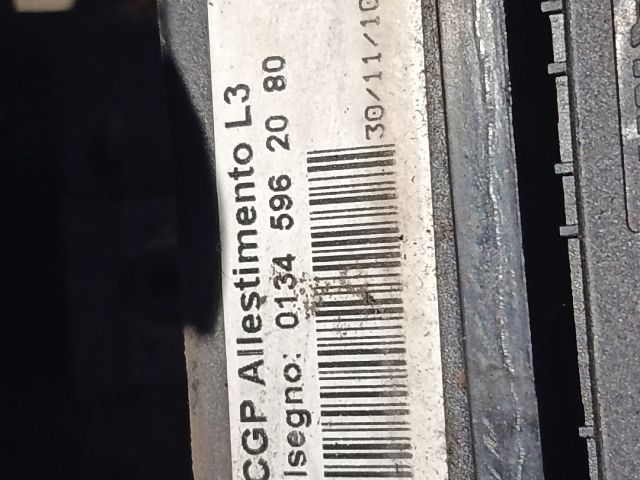 CGP Allestimento L3
isegno: 0134 596 20 80
30/11/10